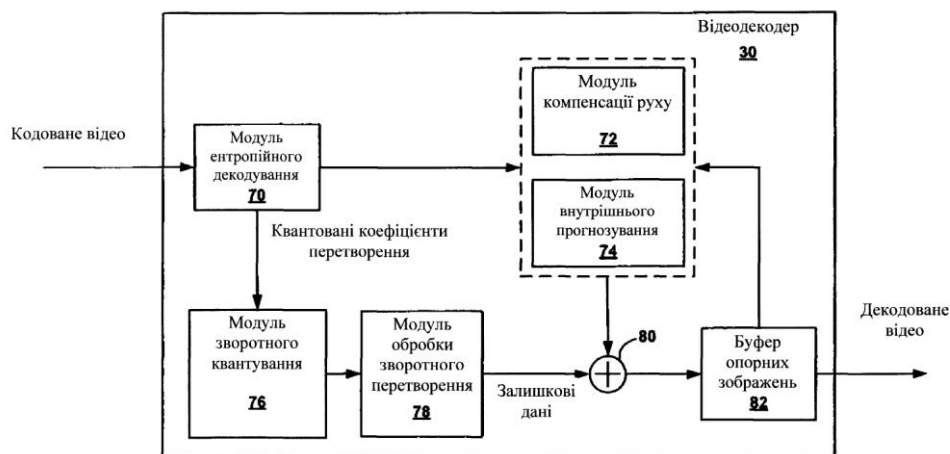 Відеодекодер
30
Модуль
компенсації руху
72
Кодоване відео
Модуль
ентропійного
декодування
70
Модуль
внутрішнього
прогнозування
74
Квантовані коефіцієнти
перетворення
Модуль
зворотного
квантування
76
Модуль
обробки
зворотного
перетворення
78
Залишкові
дані
80
Буфер
опорних
зображень
82
Декодоване
відео